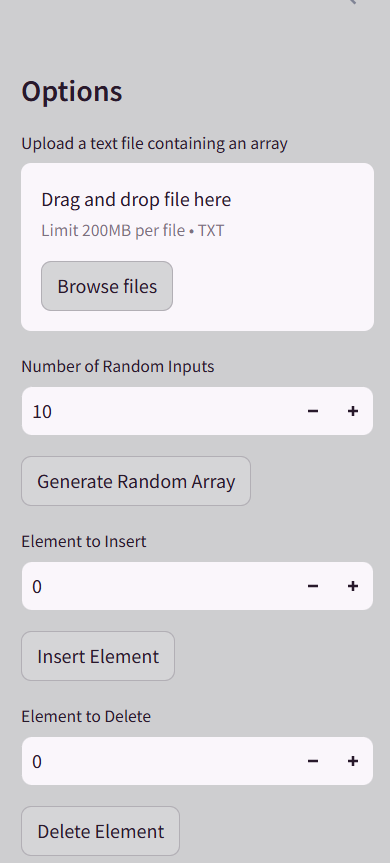 Options
Upload a text file containing an array
Drag and drop file here
Limit 200MB per file • TXT
Browse files
Number of Random Inputs
10
Generate Random Array
Element to Insert
0
Insert Element
Element to Delete
0
Delete Element